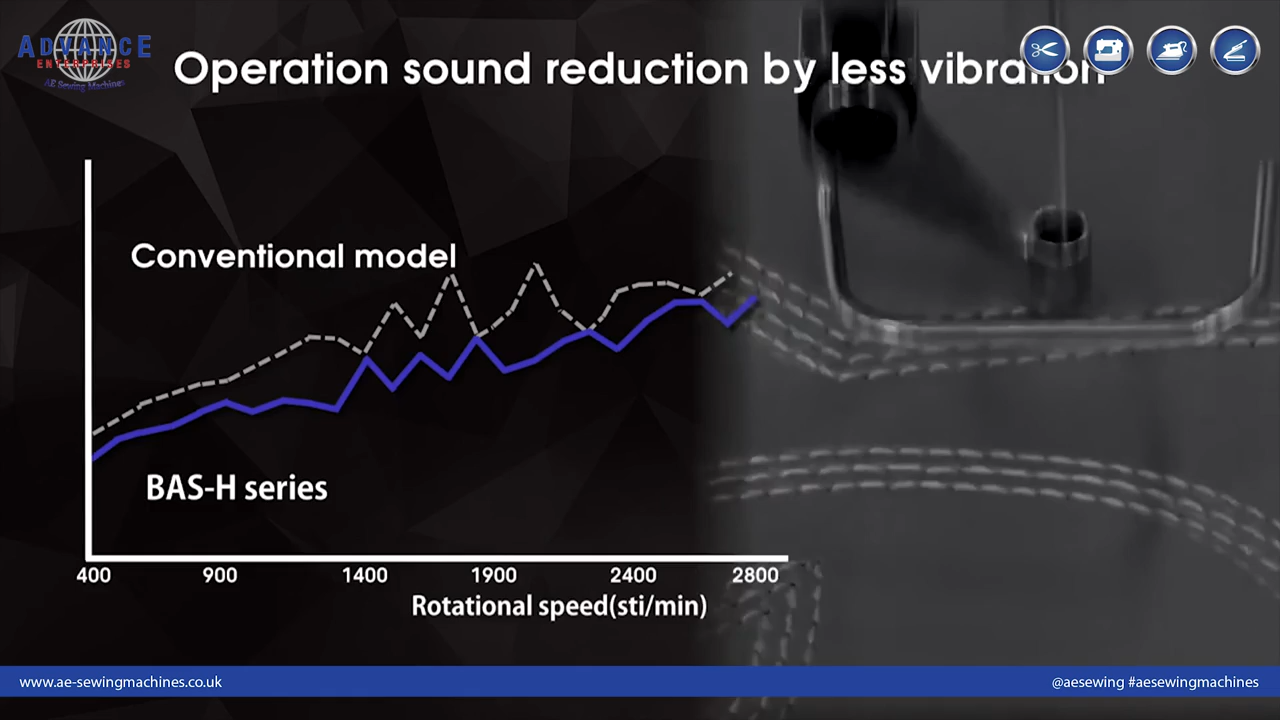 ADVANCE
ENTERPRISES
AE Sewing Machines
Operation sound reduction by less vibration
Conventional model
BAS-H series
400 900 1400 1900 2400 2800
Rotational speed(sti/min)
www.ae-sewingmachines.co.uk
@aesewing #aesewingmachines